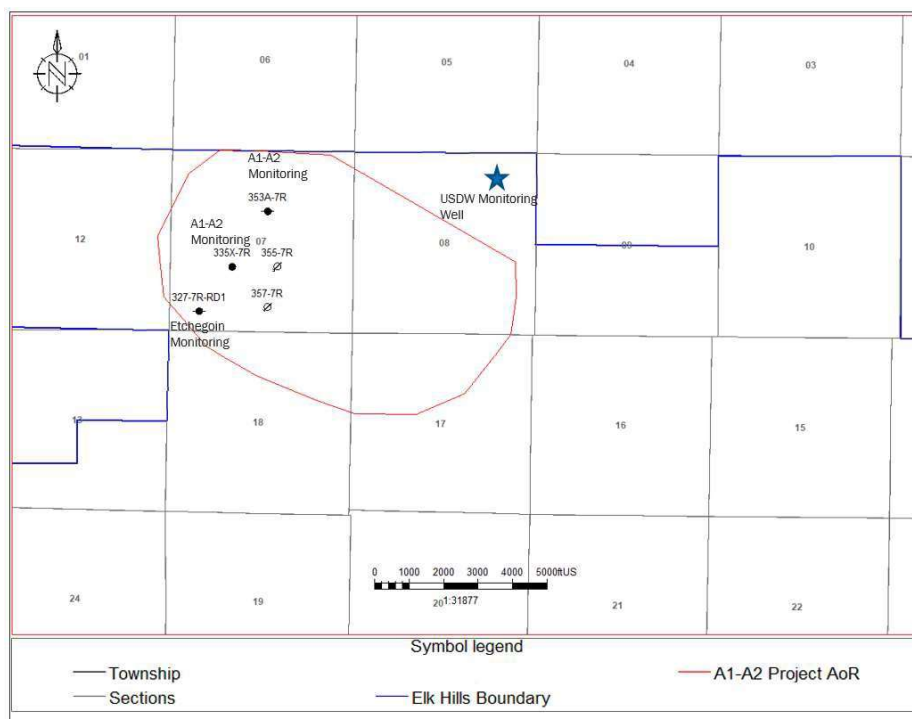 01
06
05
04
03
N
A1-A2
Monitoring
353A-7R
USDW Monitoring
Well
A1-A2
Monitoring
12
07
08
09
10
335X-7R
355-7R
327-7R-RD1
357-7R
Etchegoin
Monitoring
13
18
17
16
15
0 1000 2000 3000 4000 5000ftUS
1:31877
24
19
20
21
22
Symbol legend
Township
A1-A2 Project AoR
Sections
Elk Hills Boundary